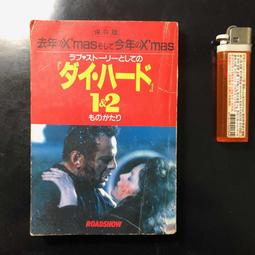 保存版
去年のX'masそして今年のX'mas
ラブ・ストーリーとしての
『ダイ・ハード』
1&2
ものがたり
ROADSHOW